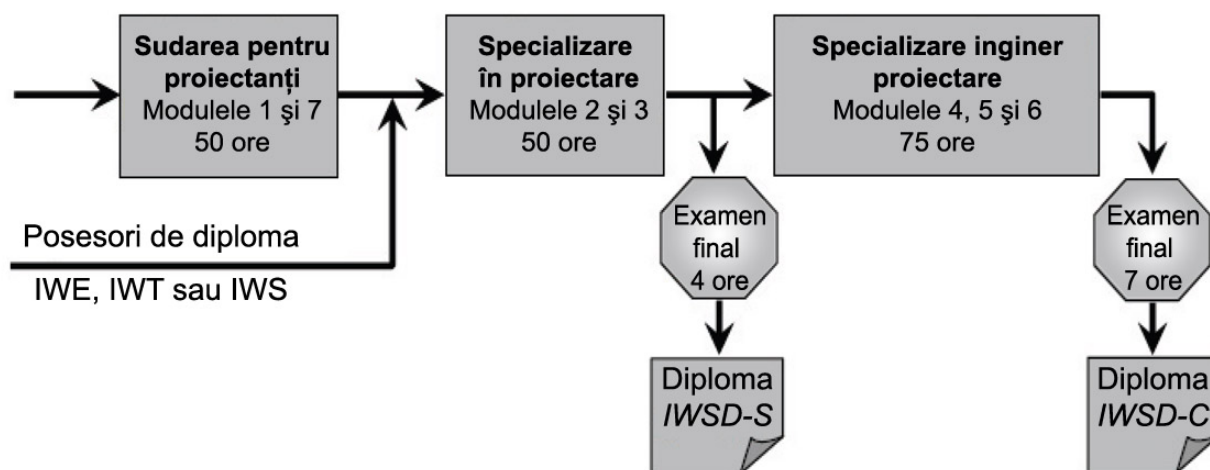 Sudarea pentru
proiectanți
Modulele 1 şi 7
50 ore
Specializare
în proiectare
Modulele 2 şi 3
50 ore
Specializare inginer
proiectare
Modulele 4, 5 şi 6
75 ore
Posesori de diploma
IWE, IWT sau IWS
Examen
final
4 ore
Examen
final
7 ore
Diploma
IWSD-S
Diploma
IWSD-C